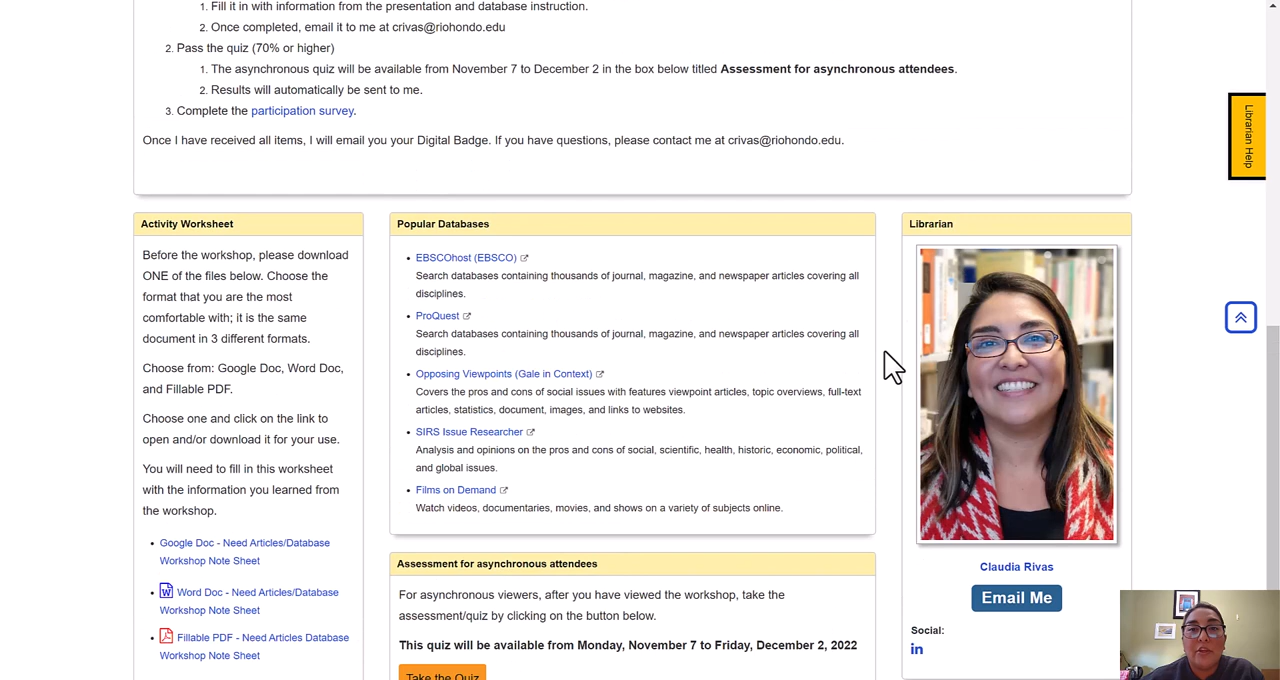 1. Fill it in with information from the presentation and database instruction.
2. Once completed, email it to me at crivas@riohondo.edu
2. Pass the quiz (70% or higher)
1. The asynchronous quiz will be available from November 7 to December 2 in the box below titled Assessment for asynchronous attendees.
2. Results will automatically be sent to me.
3. Complete the participation survey.
Once I have received all items, I will email you your Digital Badge. If you have questions, please contact me at crivas@riohondo.edu.
Librarian Help
Activity Worksheet
Before the workshop, please download
ONE of the files below. Choose the
format that you are the most
comfortable with; it is the same
document in 3 different formats.
Choose from: Google Doc, Word Doc,
and Fillable PDF.
Choose one and click on the link to
open and/or download it for your use.
You will need to fill in this worksheet
with the information you learned from
the workshop.
• Google Doc - Need Articles/Database
Workshop Note Sheet
• Word Doc - Need Articles/Database
Workshop Note Sheet
• Fillable PDF - Need Articles Database
Workshop Note Sheet
Popular Databases
• EBSCOhost (EBSCO)
Search databases containing thousands of journal, magazine, and newspaper articles covering all
disciplines.
• ProQuest
Search databases containing thousands of journal, magazine, and newspaper articles covering all
disciplines.
• Opposing Viewpoints (Gale in Context)
Covers the pros and cons of social issues with features viewpoint articles, topic overviews, full-text
articles, statistics, document, images, and links to websites.
• SIRS Issue Researcher
Analysis and opinions on the pros and cons of social, scientific, health, historic, economic, political,
and global issues.
• Films on Demand
Watch videos, documentaries, movies, and shows on a variety of subjects online.
Assessment for asynchronous attendees
For asynchronous viewers, after you have viewed the workshop, take the
assessment/quiz by clicking on the button below.
This quiz will be available from Monday, November 7 to Friday, December 2, 2022
Take the Quiz
Librarian
Claudia Rivas
Email Me
Social:
in